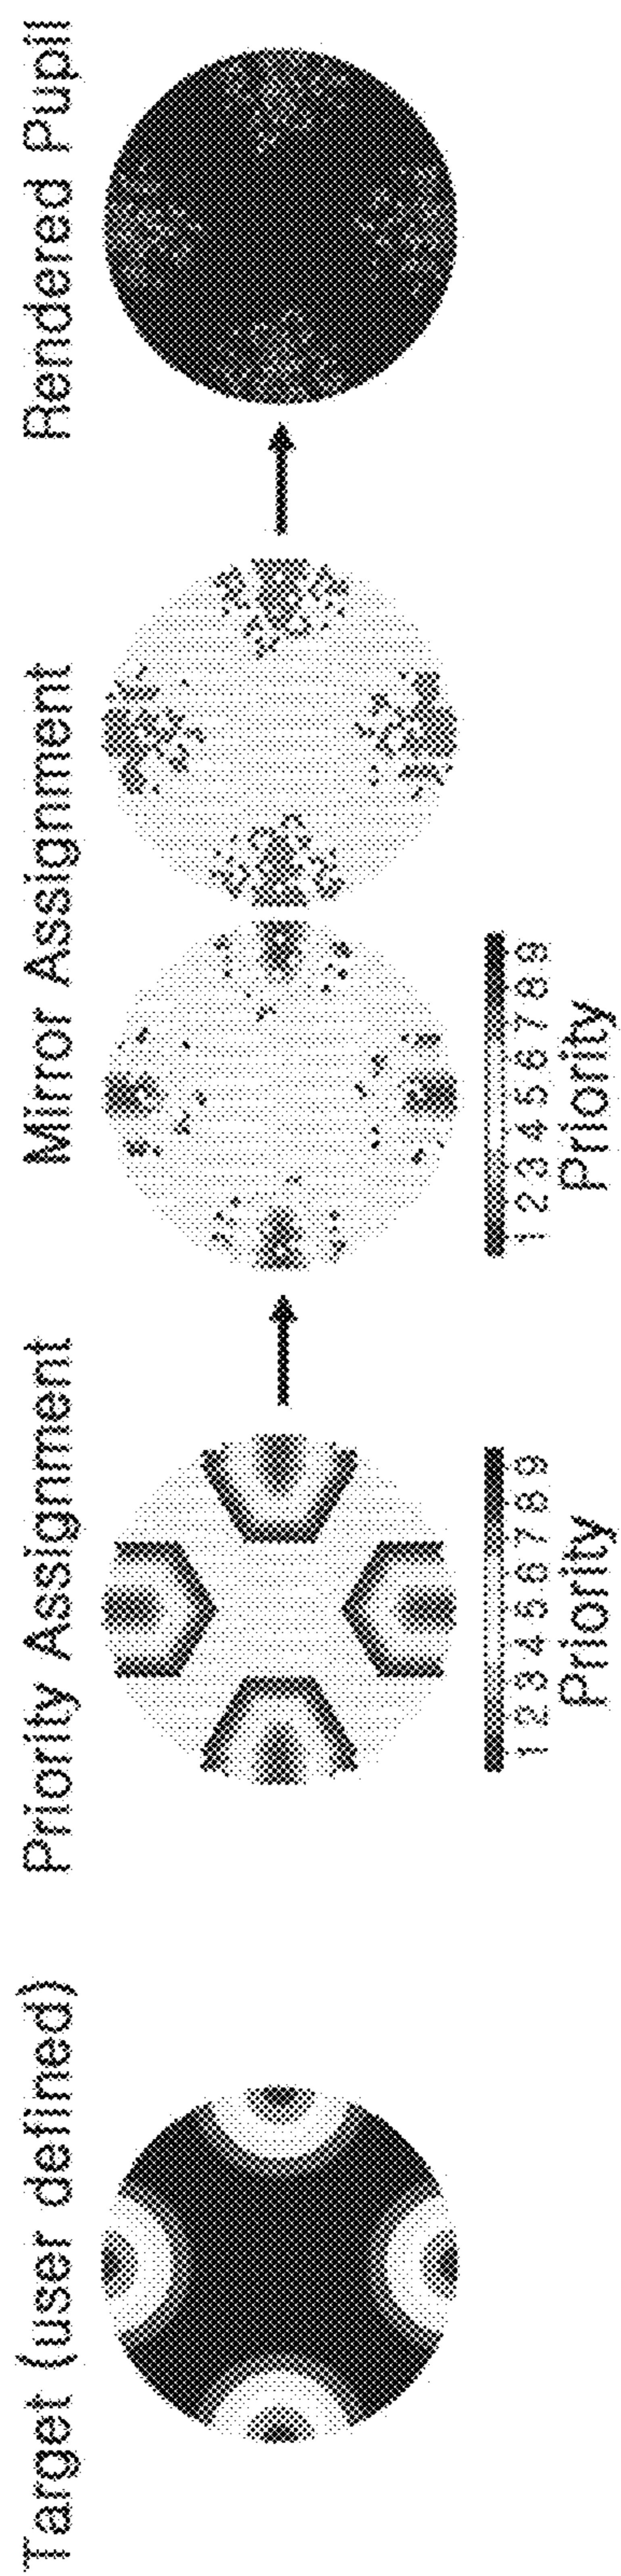 Target (user defined)
Priority Assignment
Mirror Assignment
Rendered Pupil
1 2 3 4 5 6 7 8 9
Priority
1 2 3 4 5 6 7 8 9
Priority